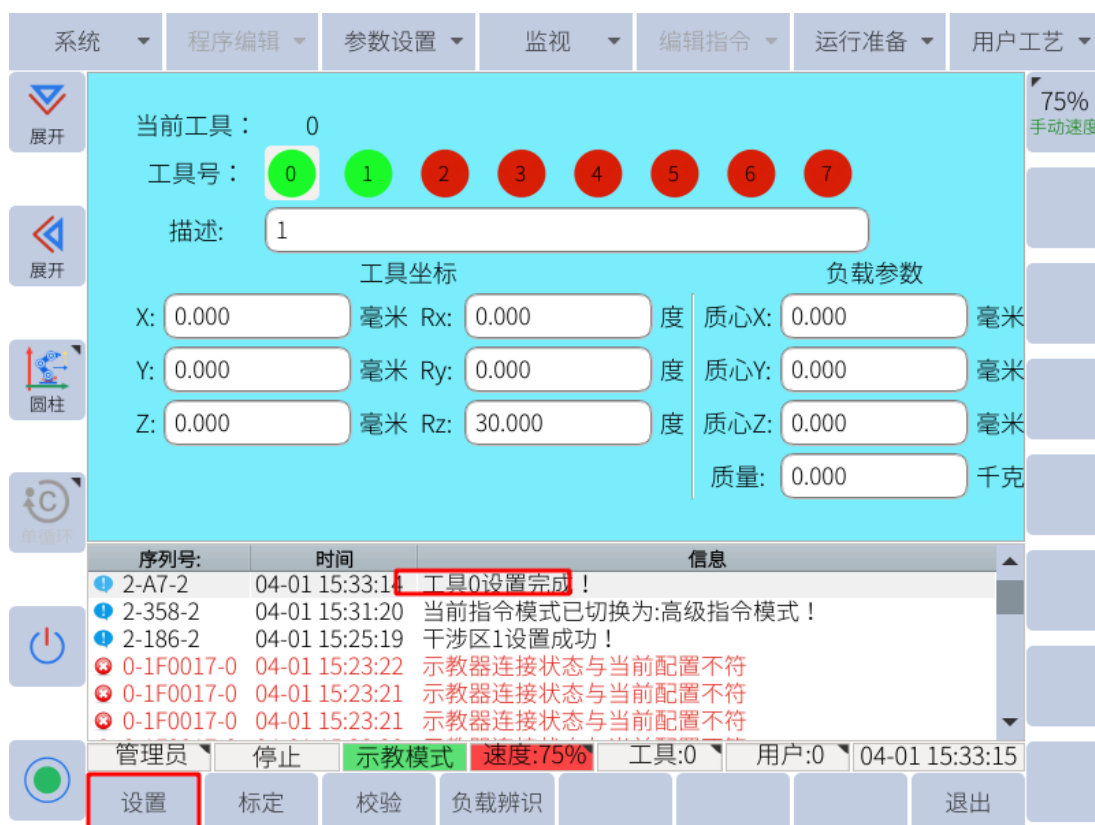 系统 程序编辑 参数设置 监视 编辑指令 运行准备 用户工艺
展开
75%
手动速度
当前工具： 0
工具号： 0 1 2 3 4 5 6 7
描述: 1
展开
工具坐标 负载参数
X: 0.000 毫米 Rx: 0.000 度 质心X: 0.000 毫米
Y: 0.000 毫米 Ry: 0.000 度 质心Y: 0.000 毫米
圆柱
Z: 0.000 毫米 Rz: 30.000 度 质心Z: 0.000 毫米
质量: 0.000 千克
单循环
序列号: 时间 信息
2-A7-2 04-01 15:33:14 工具0设置完成！
2-358-2 04-01 15:31:20 当前指令模式已切换为:高级指令模式！
2-186-2 04-01 15:25:19 干涉区1设置成功！
0-1F0017-0 04-01 15:23:22 示教器连接状态与当前配置不符
0-1F0017-0 04-01 15:23:21 示教器连接状态与当前配置不符
0-1F0017-0 04-01 15:23:21 示教器连接状态与当前配置不符
管理员 停止 示教模式 速度:75% 工具:0 用户:0 04-01 15:33:15
设置 标定 校验 负载辨识 退出